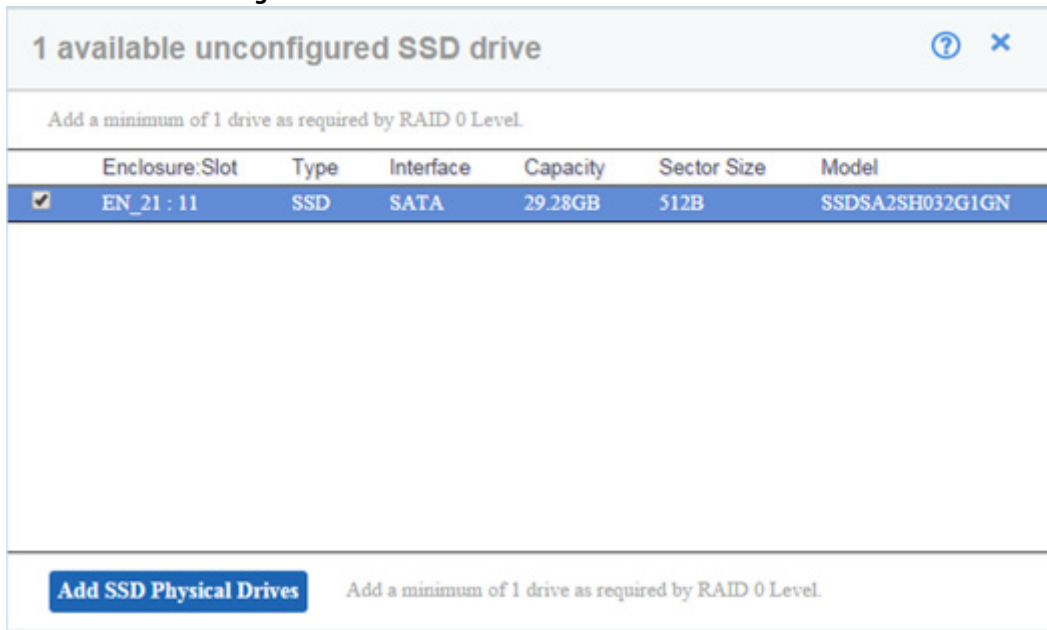 1 available unconfigured SSD drive
Add a minimum of 1 drive as required by RAID 0 Level.
Enclosure:Slot Type Interface Capacity Sector Size Model
EN_21 : 11 SSD SATA 29.28GB 512B SSDSA2SH032G1GN
Add SSD Physical Drives Add a minimum of 1 drive as required by RAID 0 Level.